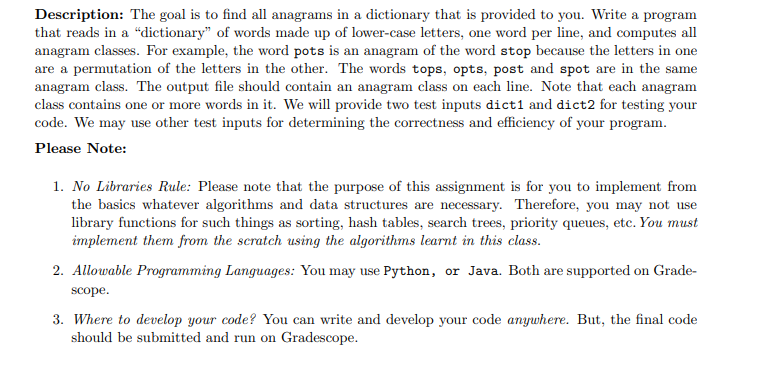 Description: The goal is to find all anagrams in a dictionary that is provided to you. Write a program
that reads in a “dictionary” of words made up of lower-case letters, one word per line, and computes all
anagram classes. For example, the word pots is an anagram of the word stop because the letters in one
are a permutation of the letters in the other. The words tops, opts, post and spot are in the same
anagram class. The output file should contain an anagram class on each line. Note that each anagram
class contains one or more words in it. We will provide two test inputs dict1 and dict2 for testing your
code. We may use other test inputs for determining the correctness and efficiency of your program.
Please Note:
1. No Libraries Rule: Please note that the purpose of this assignment is for you to implement from
the basics whatever algorithms and data structures are necessary. Therefore, you may not use
library functions for such things as sorting, hash tables, search trees, priority queues, etc. You must
implement them from the scratch using the algorithms learnt in this class.
2. Allowable Programming Languages: You may use Python, or Java. Both are supported on Grade-
scope.
3. Where to develop your code? You can write and develop your code anywhere. But, the final code
should be submitted and run on Gradescope.